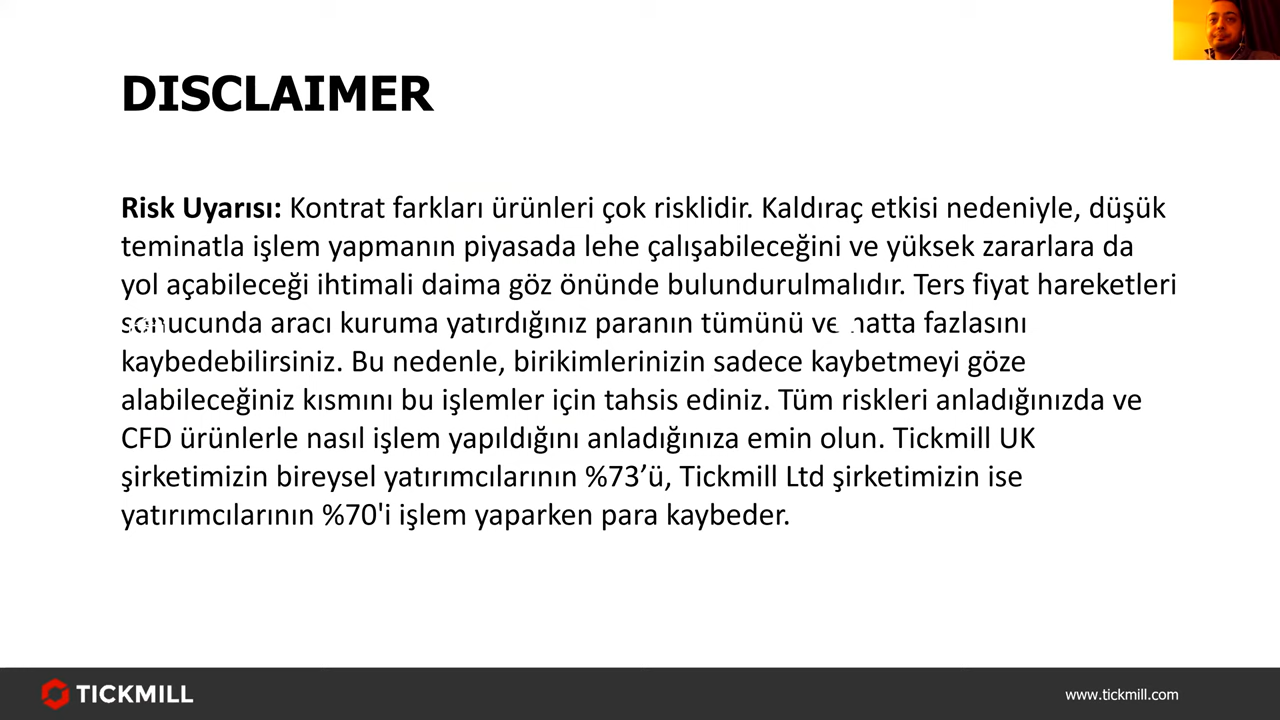 DISCLAIMER
Risk Uyarısı: Kontrat farkları ürünleri çok risklidir. Kaldıraç etkisi nedeniyle, düşük
teminatla işlem yapmanın piyasada lehe çalışabileceğini ve yüksek zararlara da
yol açabileceği ihtimali daima göz önünde bulundurulmalıdır. Ters fiyat hareketleri
sonucunda aracı kuruma yatırdığınız paranın tümünü ve hatta fazlasını
kaybedebilirsiniz. Bu nedenle, birikimlerinizin sadece kaybetmeyi göze
alabileceğiniz kısmını bu işlemler için tahsis ediniz. Tüm riskleri anladığınızda ve
CFD ürünlerle nasıl işlem yapıldığını anladığınıza emin olun. Tickmill UK
şirketimizin bireysel yatırımcılarının %73’ü, Tickmill Ltd şirketimizin ise
yatırımcılarının %70'i işlem yaparken para kaybeder.
TICKMILL
www.tickmill.com